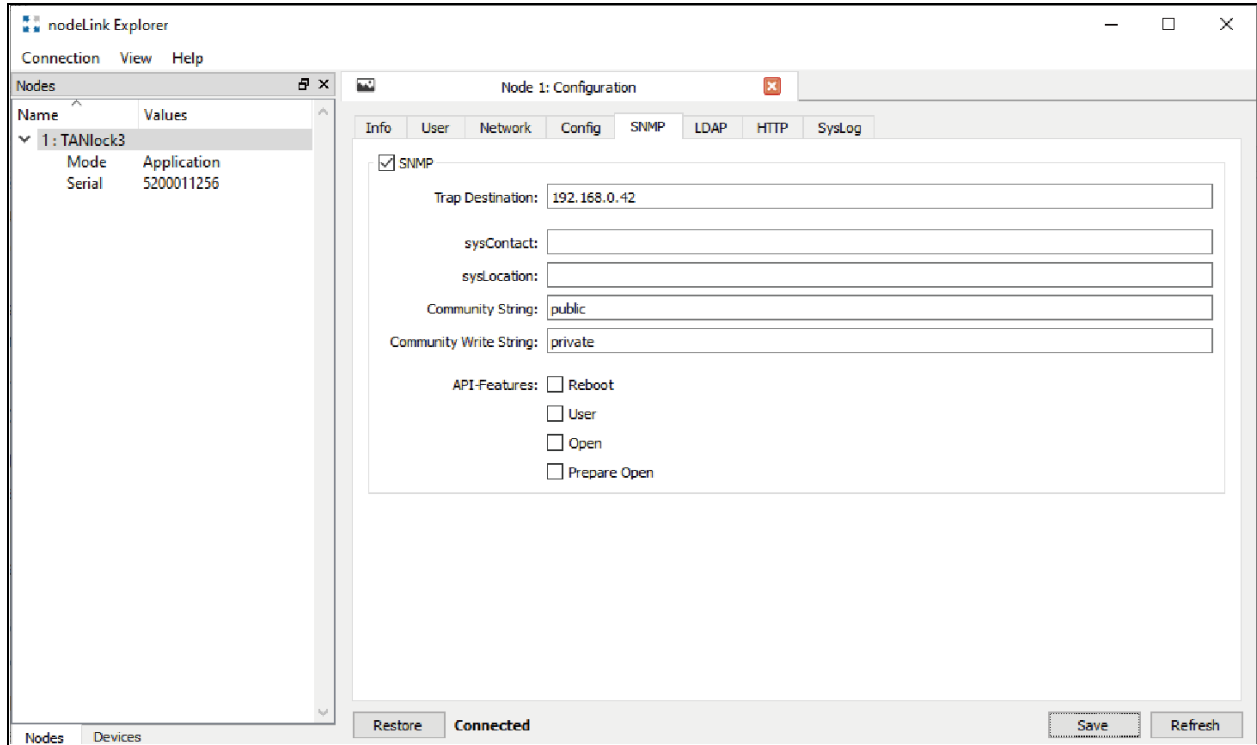 nodeLink Explorer
Connection View Help
Nodes
Name Values
1 : TANlock3
Mode Application
Serial 5200011256
Nodes Devices
Node 1: Configuration
Info User Network Config SNMP LDAP HTTP SysLog
SNMP
Trap Destination: 192.168.0.42
sysContact:
sysLocation:
Community String: public
Community Write String: private
API-Features: Reboot
User
Open
Prepare Open
Restore Connected Save Refresh